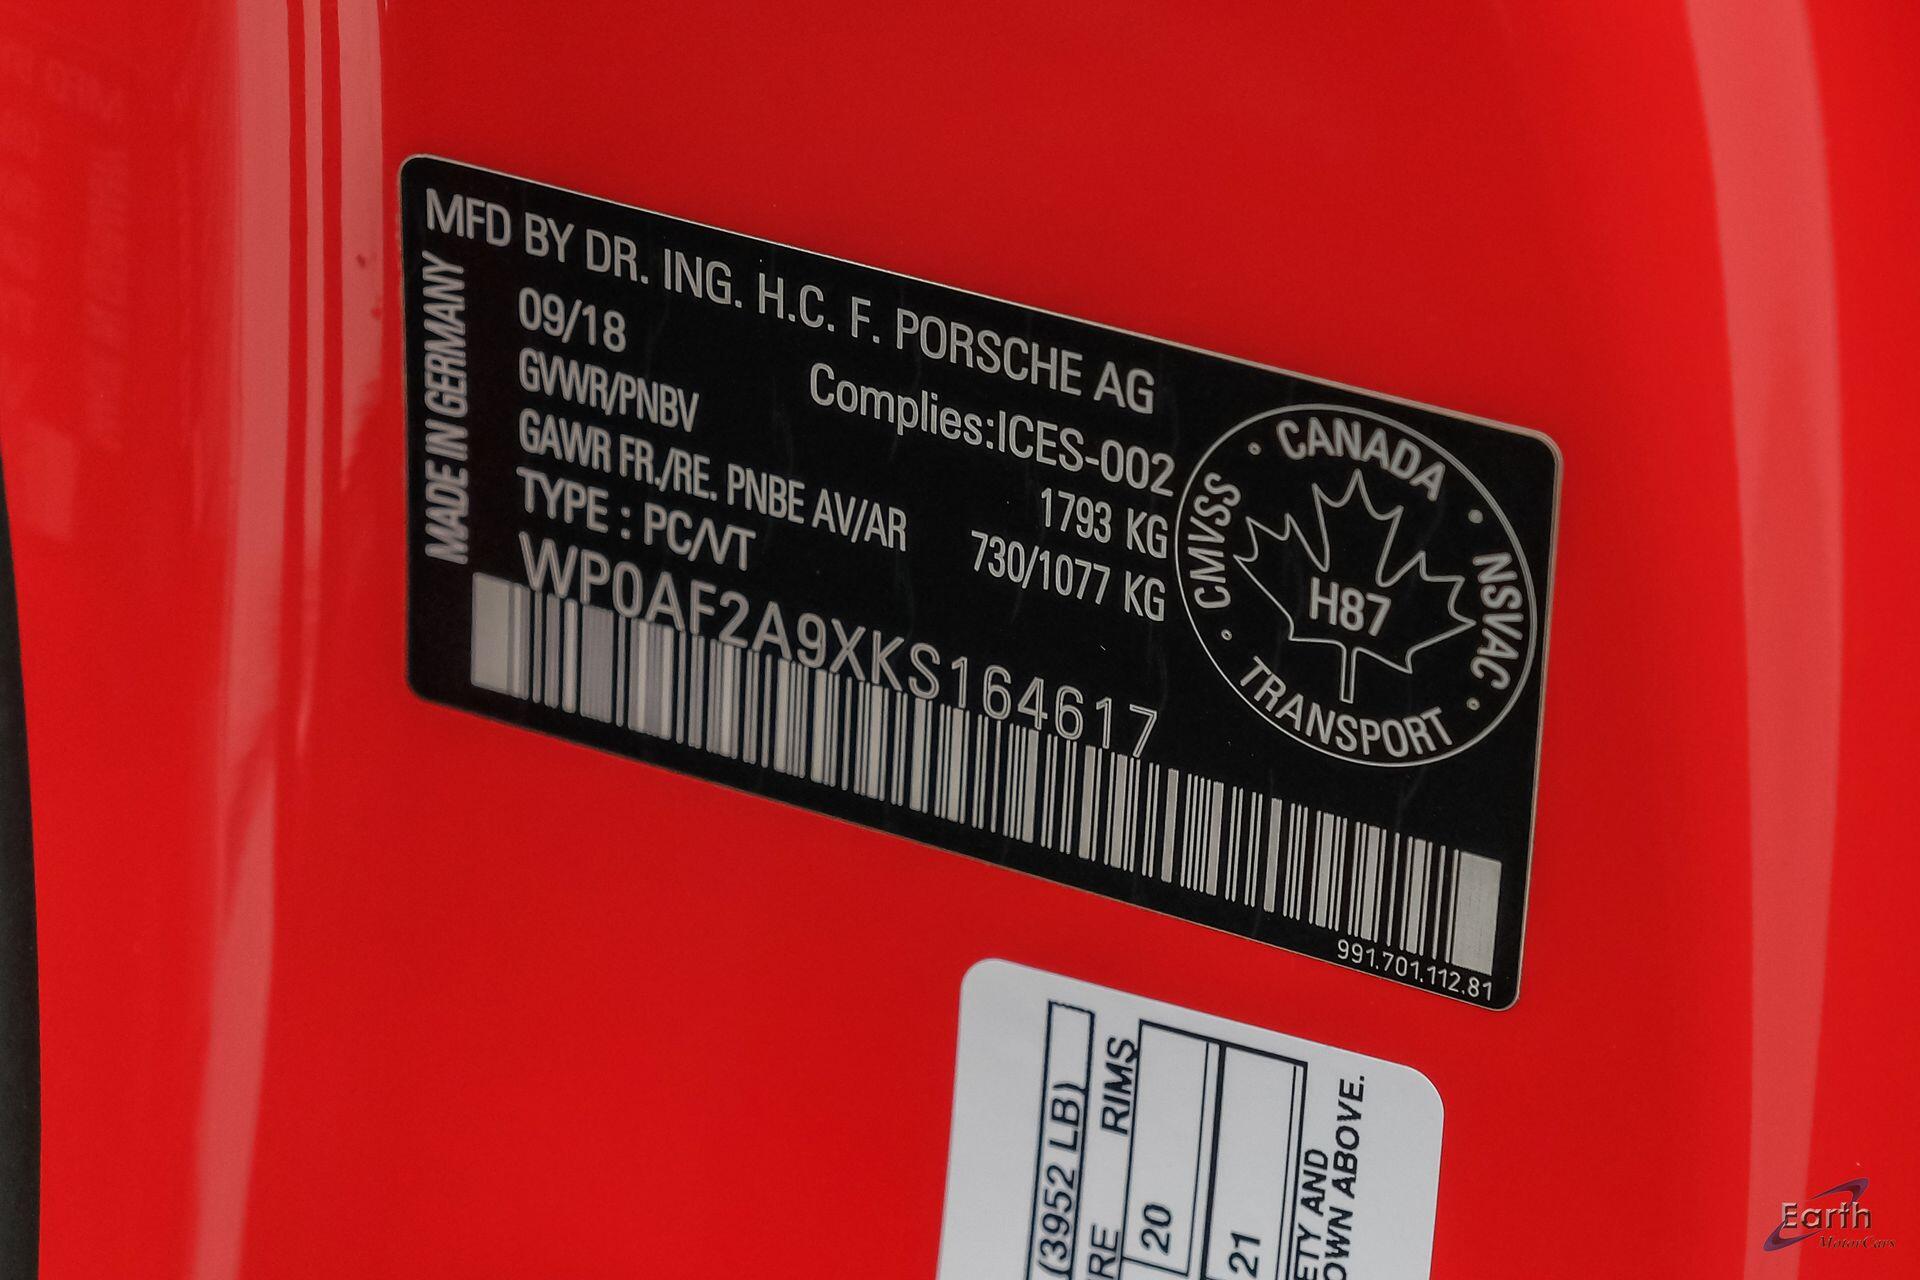 MFD BY DR. ING. H.C. F. PORSCHE AG
MADE IN GERMANY
09/18
Complies:ICES-002
GVWR/PNBV 1793 KG
GAWR FR./RE. PNBE AV/AR 730/1077 KG
TYPE : PC/VT
WP0AF2A9XKS164617
CANADA
CMVSS
NSVAC
H87
TRANSPORT
991.701.112.81
(3952 LB)
RIMS
20
21
OWN ABOVE.
AND
Earth
MotorCars